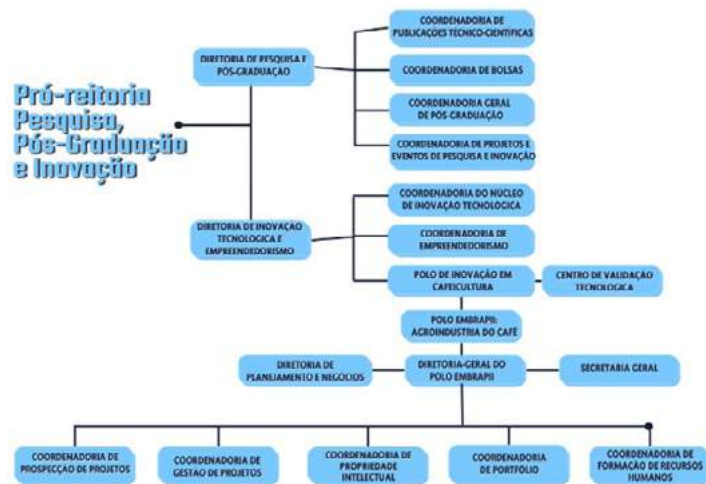 Pró-reitoria
Pesquisa,
Pós-Graduação
e Inovação
DIRETORIA DE PESQUISA E
PÓS-GRADUAÇÃO
COORDENADORIA DE
PUBLICAÇÕES TÉCNICO-CIENTÍFICAS
COORDENADORIA DE BOLSAS
COORDENADORIA GERAL
DE PÓS-GRADUAÇÃO
COORDENADORIA DE PROJETOS E
EVENTOS DE PESQUISA E INOVAÇÃO
DIRETORIA DE INOVAÇÃO
TECNOLOGICA E
EMPREENDEDORISMO
COORDENADORIA DO NUCLEO
DE INOVAÇÃO TECNOLOGICA
COORDENADORIA DE
EMPREENDEDORISMO
POLO DE INOVAÇÃO EM
CAFEICULTURA
CENTRO DE VALIDAÇÃO
TECNOLOGICA
POLO EMBRAPII:
AGROINDUSTRIA DO CAFÉ
DIRETORIA DE
PLANEJAMENTO E NEGÓCIOS
DIRETORIA-GERAL DO
POLO EMBRAPII
SECRETARIA GERAL
COORDENADORIA DE
PROSPECÇÃO DE PROJETOS
COORDENADORIA DE
GESTÃO DE PROJETOS
COORDENADORIA DE
PROPRIEDADE
INTELECTUAL
COORDENADORIA
DE PORTFÓLIO
COORDENADORIA DE
FORMAÇÃO DE RECURSOS
HUMANOS